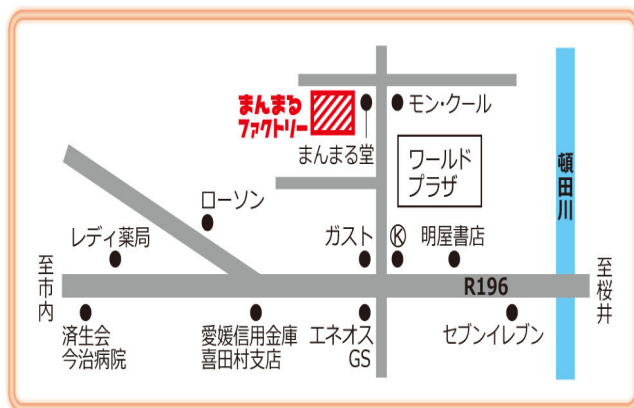 まんまる
ファクトリー
モン・クール
まんまる堂
ワールド
プラザ
頓田川
ローソン
レディ薬局
ガスト
Ⓚ
明屋書店
至市内
R196
至桜井
済生会
今治病院
愛媛信用金庫
喜田村支店
エネオス
GS
セブンイレブン